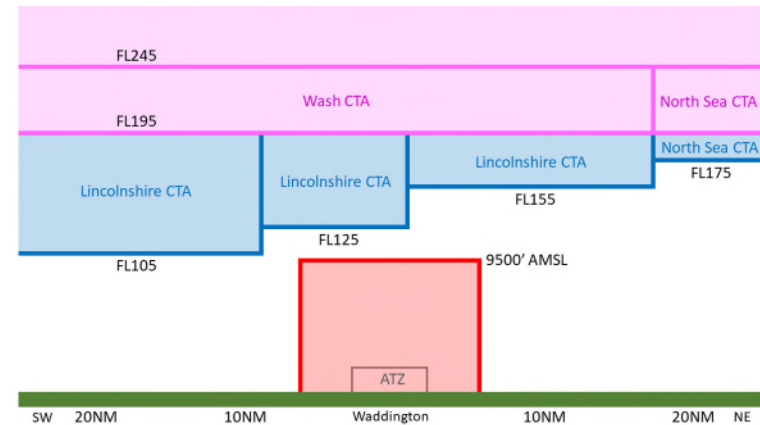 FL245
Wash CTA
North Sea CTA
FL195
North Sea CTA
Lincolnshire CTA
FL175
Lincolnshire CTA
Lincolnshire CTA
FL155
FL125
9500' AMSL
FL105
ATZ
SW 20NM 10NM Waddington 10NM 20NM NE